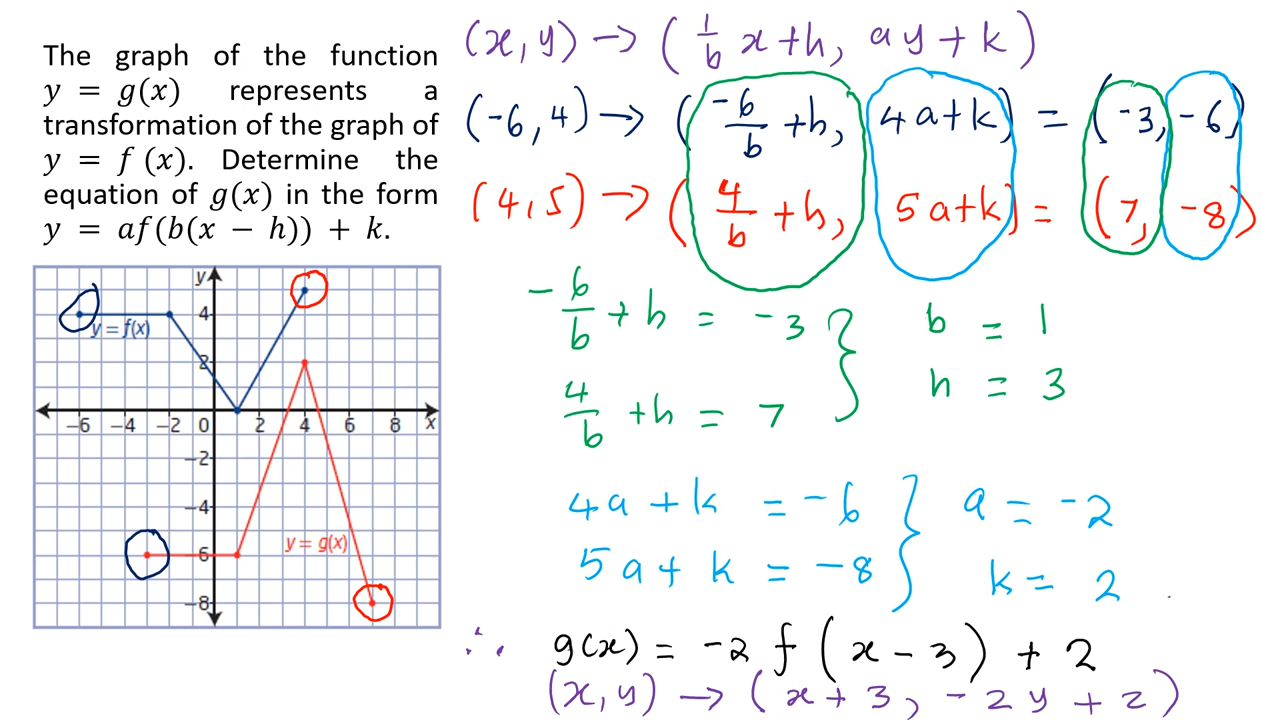 The graph of the function
y = g(x) represents a
transformation of the graph of
y = f (x). Determine the
equation of g(x) in the form
y = af(b(x − h)) + k.
y
4
y = f(x)
2
-6 -4 -2 0 2 4 6 8 x
-2
-4
y = g(x)
6
-8
(x, y) → ( 1/b x + h, ay + k )
(-6, 4) → ( -6/b + h, 4a + k ) = (-3, -6)
(4, 5) → ( 4/b + h, 5a + k ) = (7, -8)
-6/b + h = -3 } b = 1
4/b + h = 7 h = 3
4a + k = -6 } a = -2
5a + k = -8 k = 2
∴ g(x) = -2 f ( x - 3 ) + 2
(x, y) → ( x + 3, -2y + 2 )